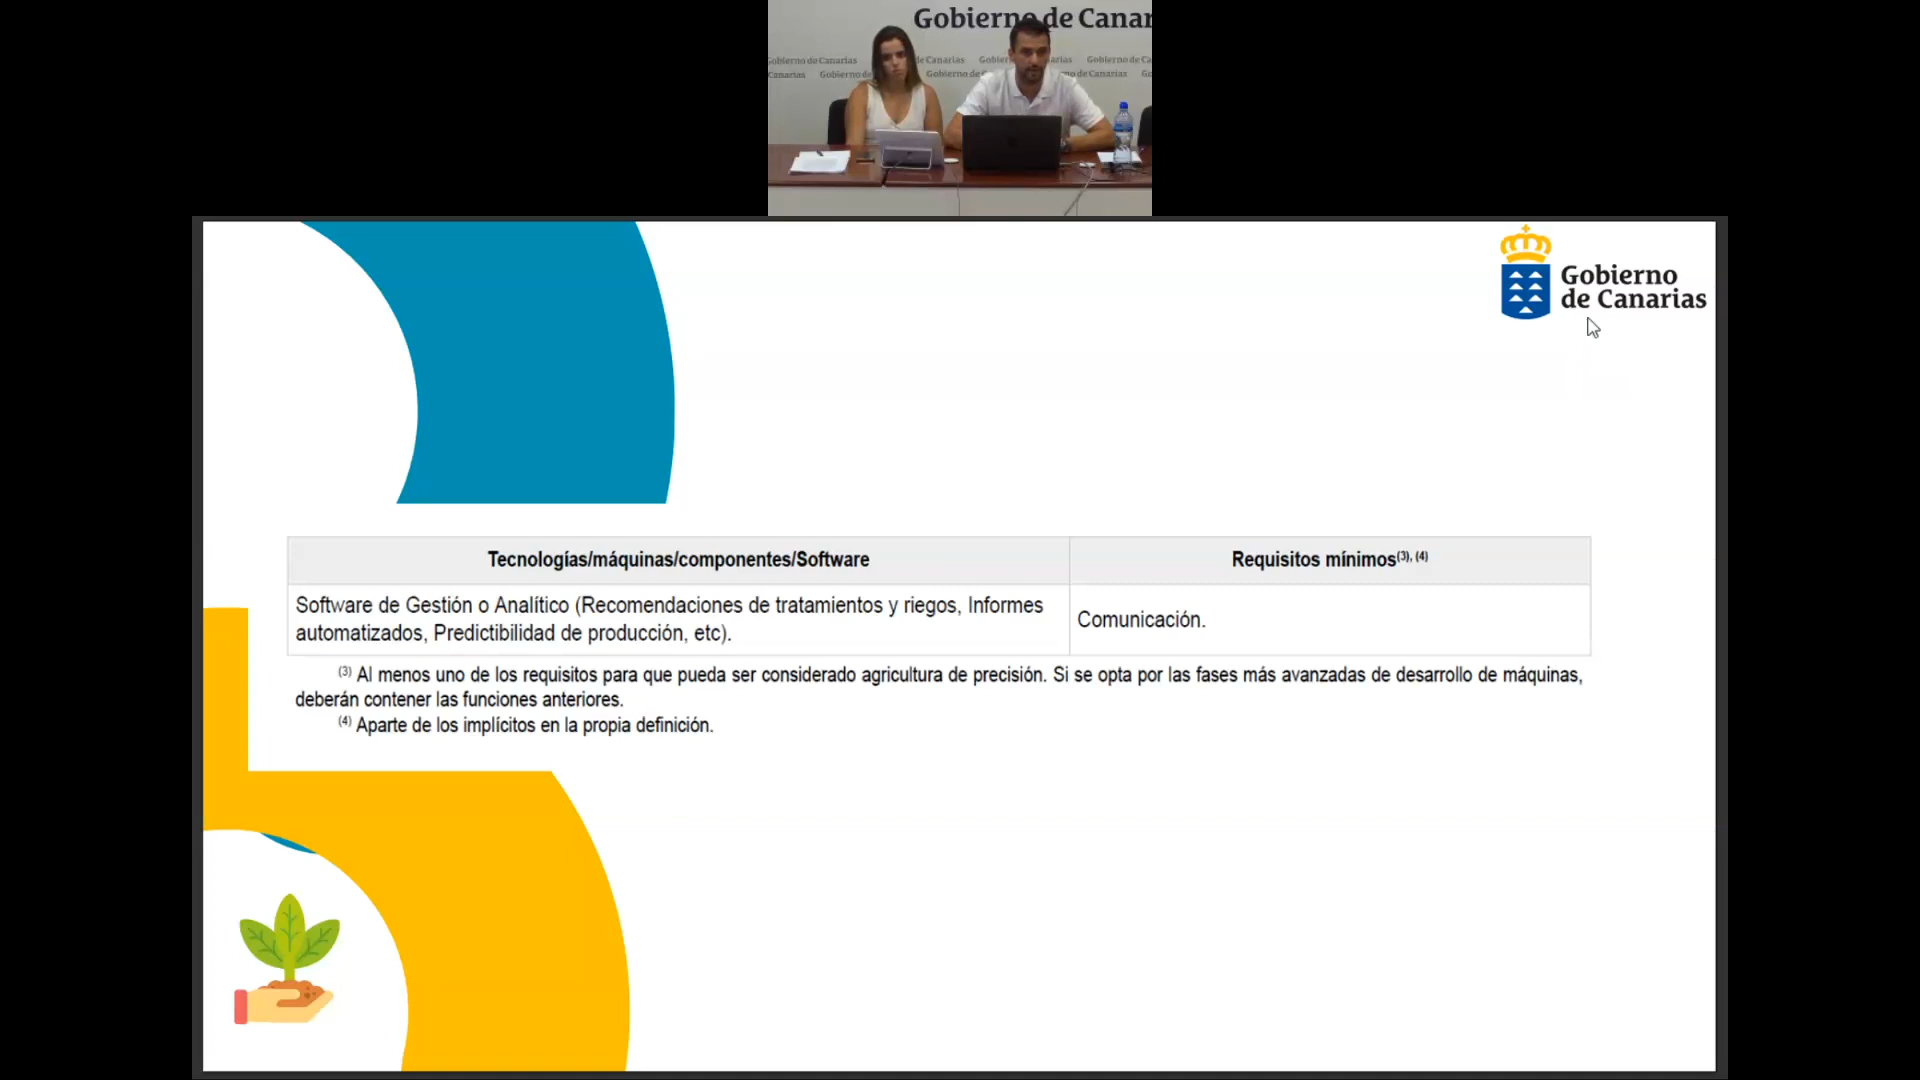 Gobierno de Canar
Gobierno de Canarias
Gobierno
de Canarias
Tecnologías/máquinas/componentes/Software
Requisitos mínimos(3), (4)
Software de Gestión o Analítico (Recomendaciones de tratamientos y riegos, Informes
automatizados, Predictibilidad de producción, etc).
Comunicación.
(3) Al menos uno de los requisitos para que pueda ser considerado agricultura de precisión. Si se opta por las fases más avanzadas de desarrollo de máquinas,
deberán contener las funciones anteriores.
(4) Aparte de los implícitos en la propia definición.